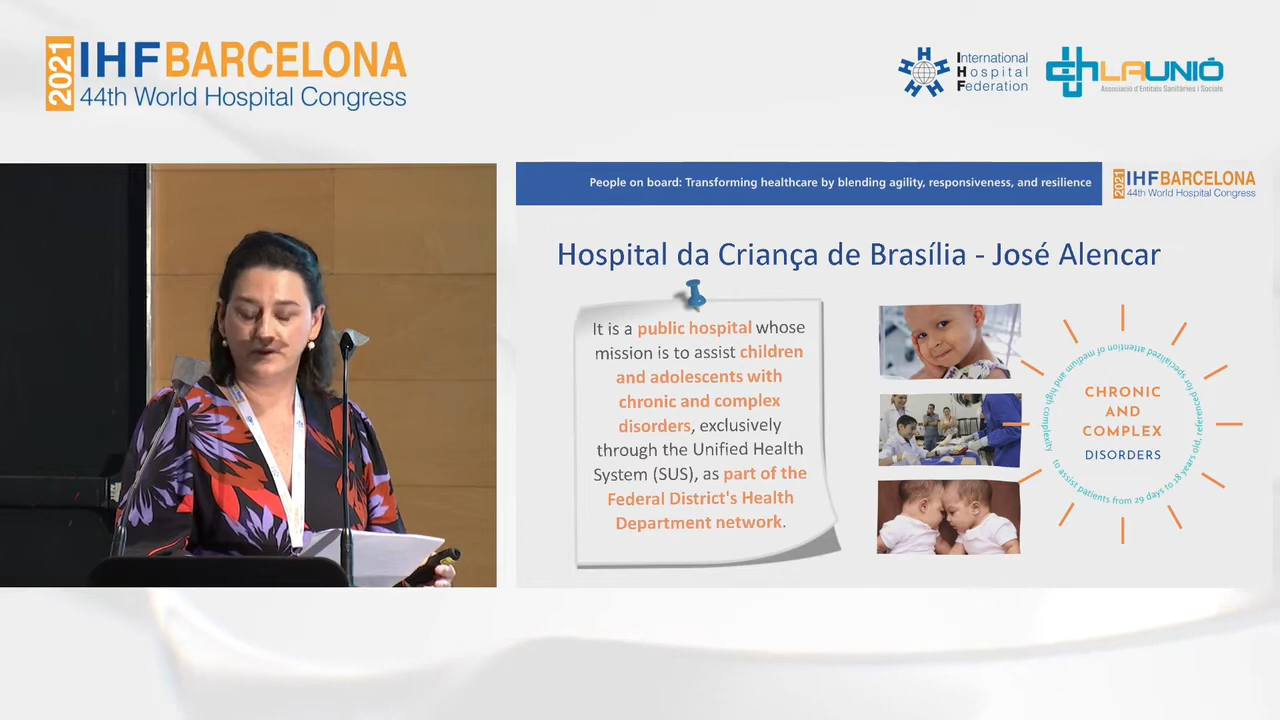 2021 IHF BARCELONA
44th World Hospital Congress
International
Hospital
Federation
LAUNIÓ
Associació d'Entitats Sanitàries i Socials
People on board: Transforming healthcare by blending agility, responsiveness, and resilience
2021 IHF BARCELONA
44th World Hospital Congress
Hospital da Criança de Brasília - José Alencar
It is a public hospital whose
mission is to assist children
and adolescents with
chronic and complex
disorders, exclusively
through the Unified Health
System (SUS), as part of the
Federal District's Health
Department network.
CHRONIC
AND
COMPLEX
DISORDERS
to assist patients from 29 days to 18 years old, referenced for specialized attention of medium and high complexity